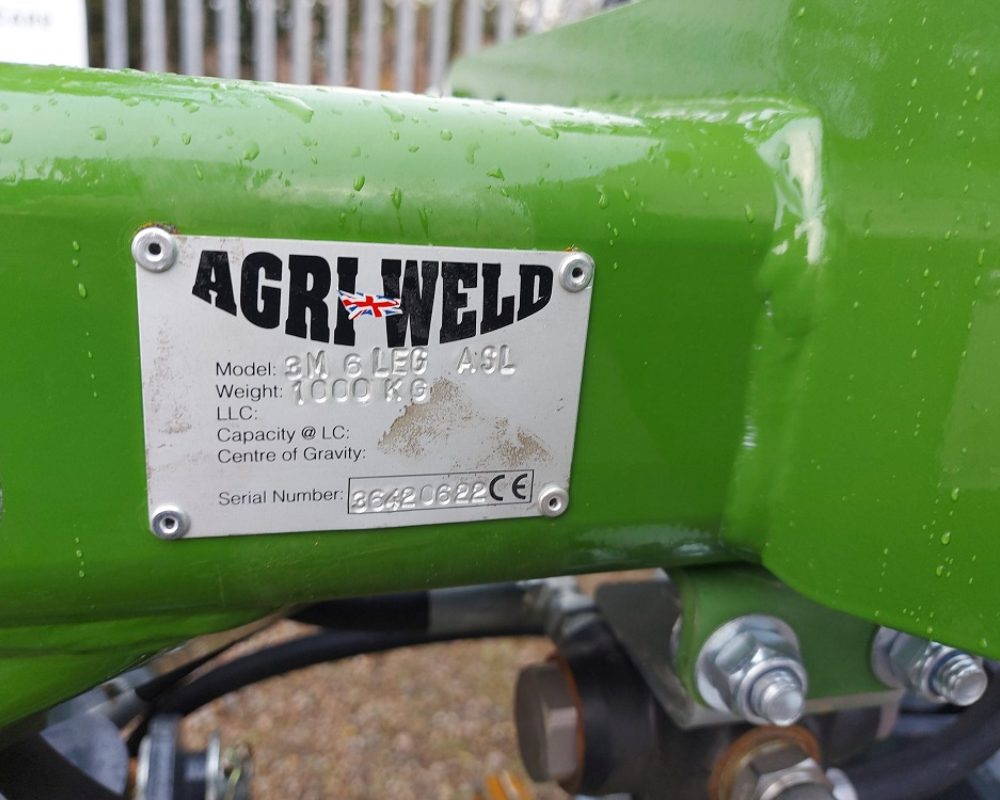 AGRI-WELD
Model: 3M 6 LEG ASL
Weight: 1000 KG
LLC:
Capacity @ LC:
Centre of Gravity:
Serial Number: 36420622 CE